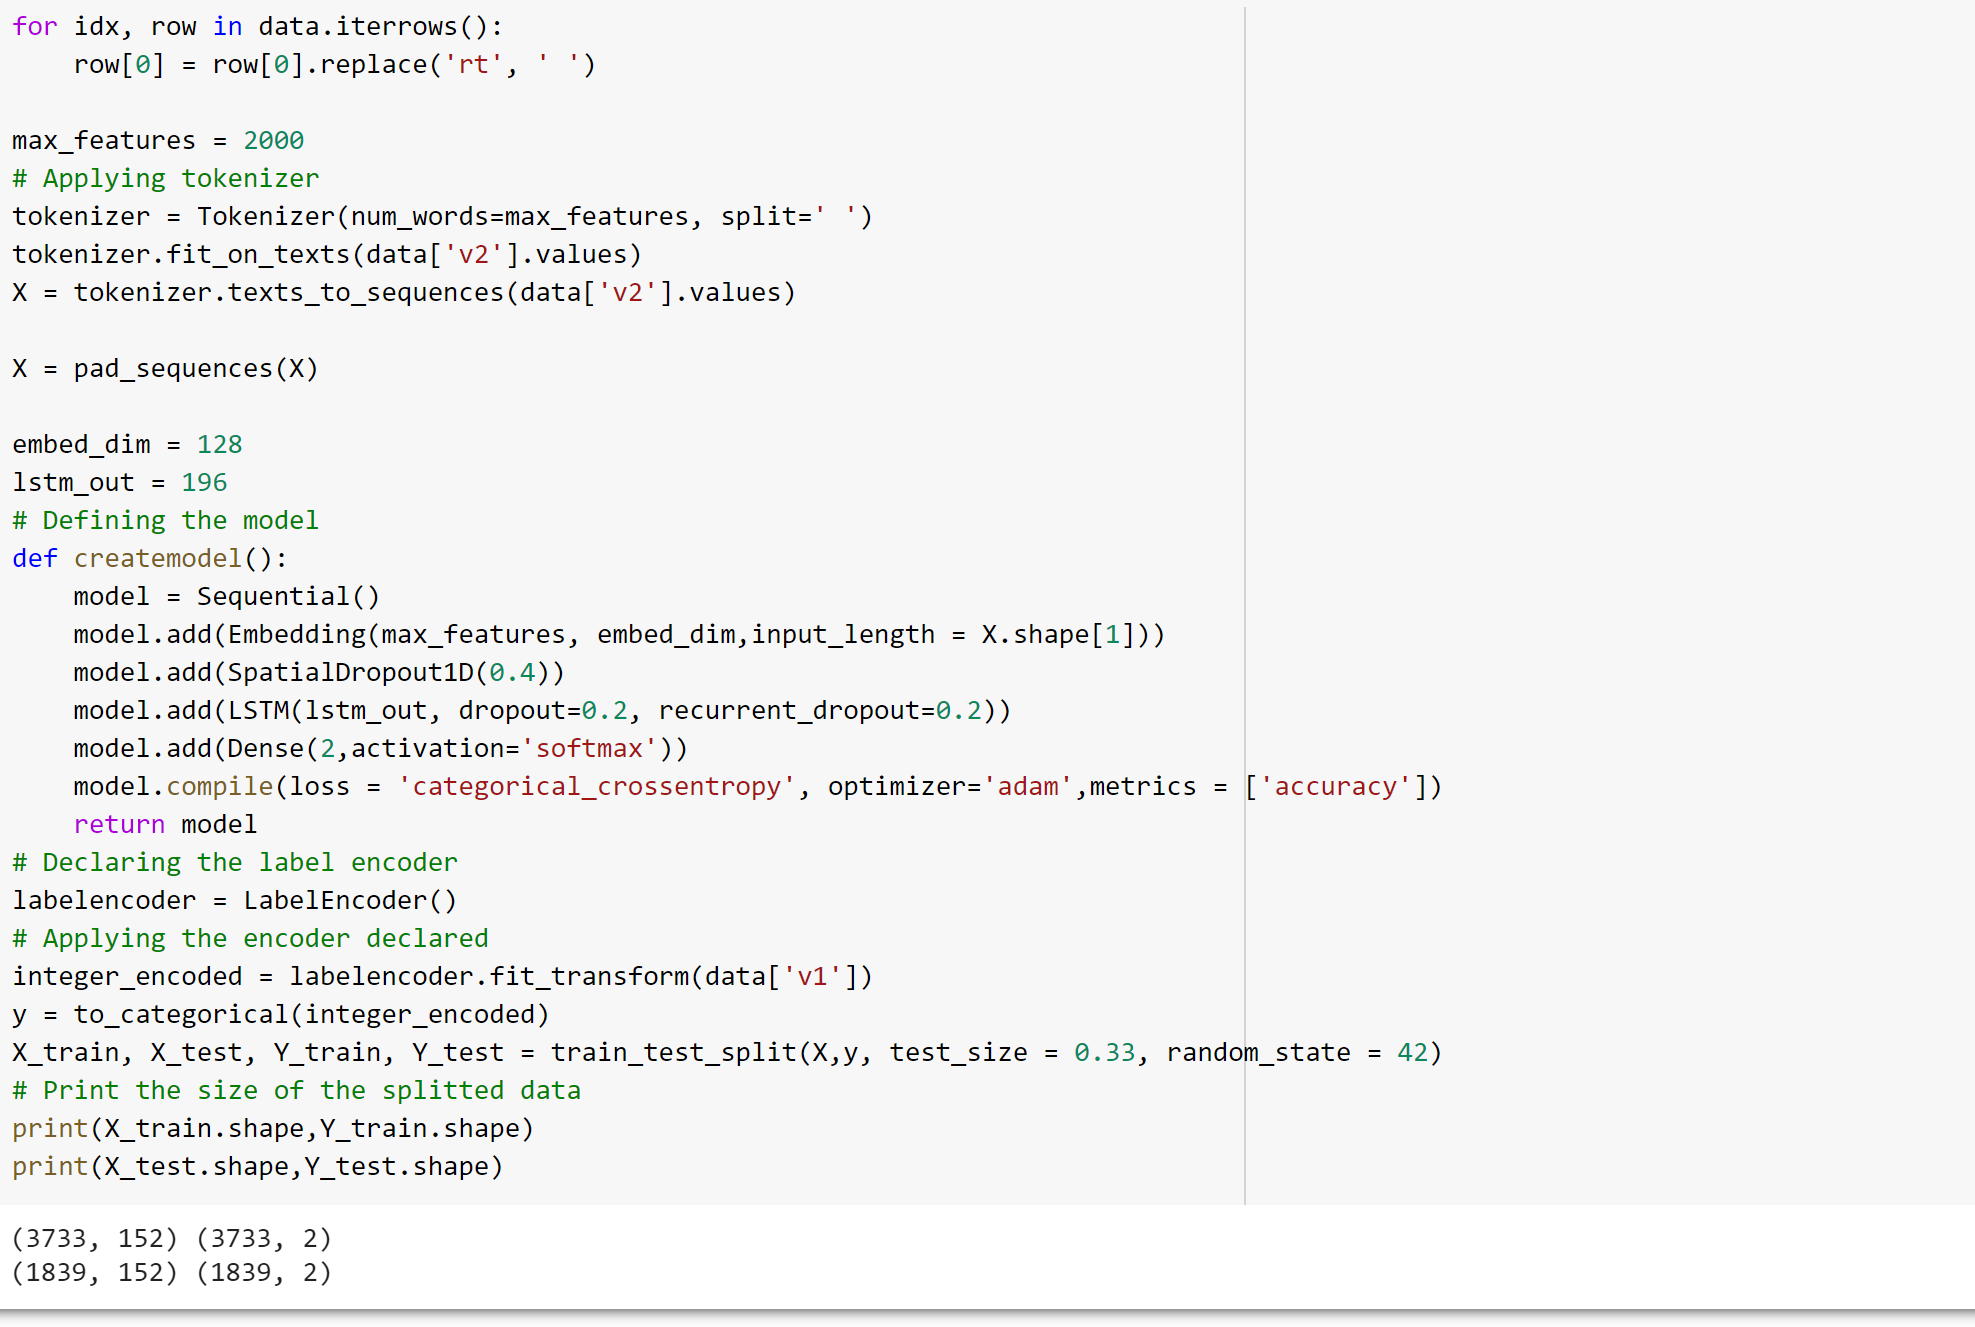 for idx, row in data.iterrows():
    row[0] = row[0].replace('rt', ' ')

max_features = 2000
# Applying tokenizer
tokenizer = Tokenizer(num_words=max_features, split=' ')
tokenizer.fit_on_texts(data['v2'].values)
X = tokenizer.texts_to_sequences(data['v2'].values)

X = pad_sequences(X)

embed_dim = 128
lstm_out = 196
# Defining the model
def createmodel():
    model = Sequential()
    model.add(Embedding(max_features, embed_dim,input_length = X.shape[1]))
    model.add(SpatialDropout1D(0.4))
    model.add(LSTM(lstm_out, dropout=0.2, recurrent_dropout=0.2))
    model.add(Dense(2,activation='softmax'))
    model.compile(loss = 'categorical_crossentropy', optimizer='adam',metrics = ['accuracy'])
    return model
# Declaring the label encoder
labelencoder = LabelEncoder()
# Applying the encoder declared
integer_encoded = labelencoder.fit_transform(data['v1'])
y = to_categorical(integer_encoded)
X_train, X_test, Y_train, Y_test = train_test_split(X,y, test_size = 0.33, random_state = 42)
# Print the size of the splitted data
print(X_train.shape,Y_train.shape)
print(X_test.shape,Y_test.shape)

(3733, 152) (3733, 2)
(1839, 152) (1839, 2)